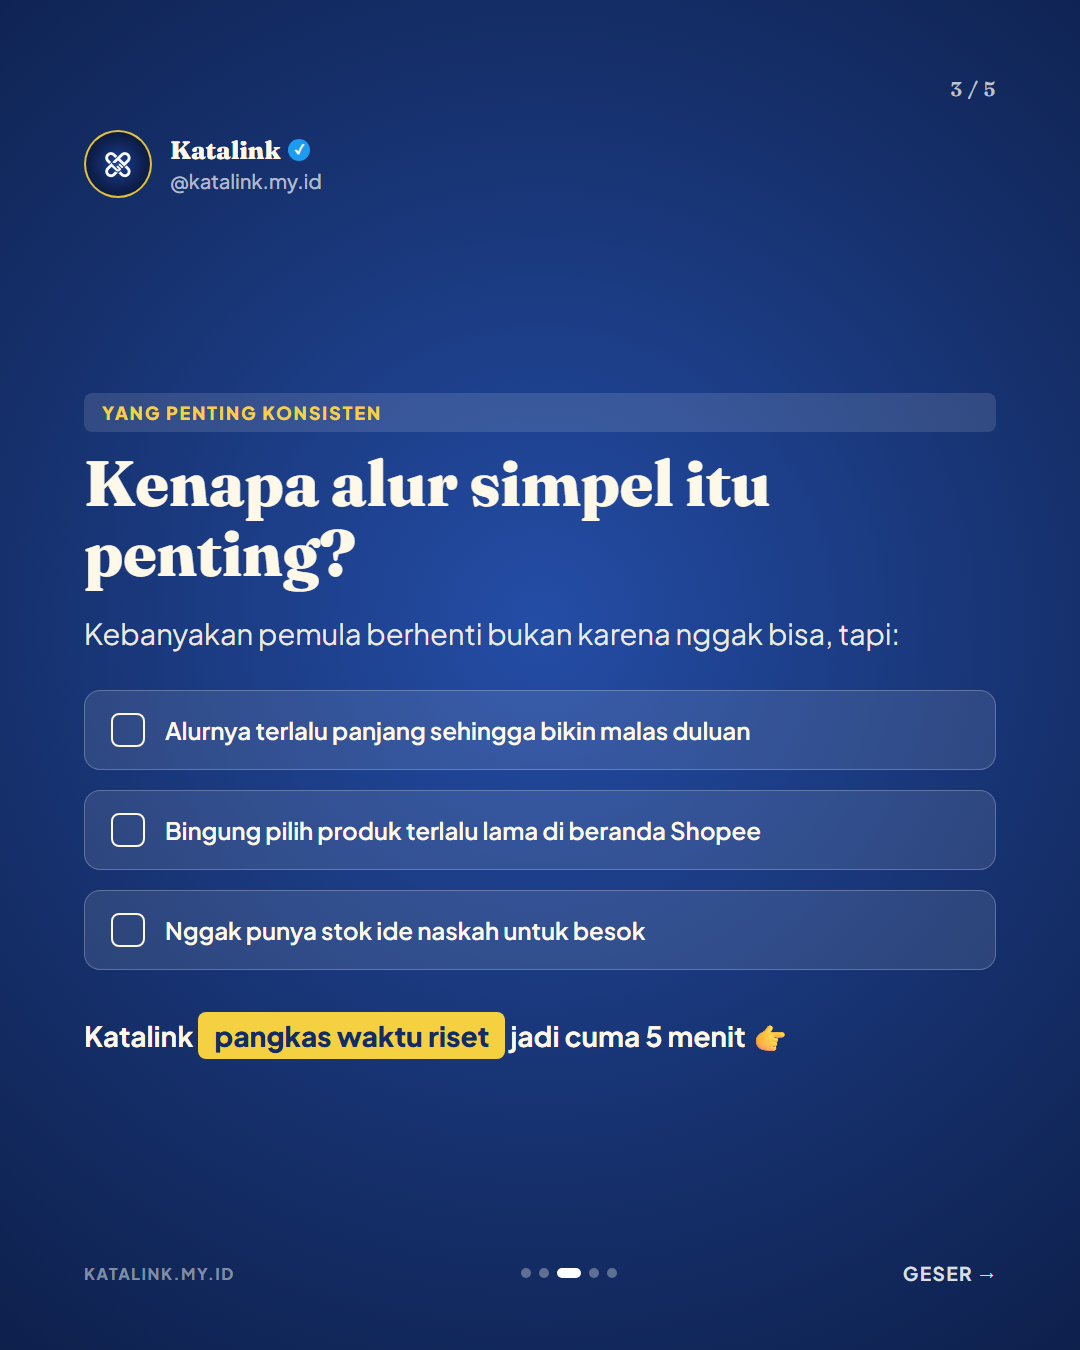 3 / 5
Katalink
@katalink.my.id
YANG PENTING KONSISTEN
Kenapa alur simpel itu
penting?
Kebanyakan pemula berhenti bukan karena nggak bisa, tapi:
Alurnya terlalu panjang sehingga bikin malas duluan
Bingung pilih produk terlalu lama di beranda Shopee
Nggak punya stok ide naskah untuk besok
Katalink pangkas waktu riset jadi cuma 5 menit 👉
KATALINK.MY.ID
GESER →